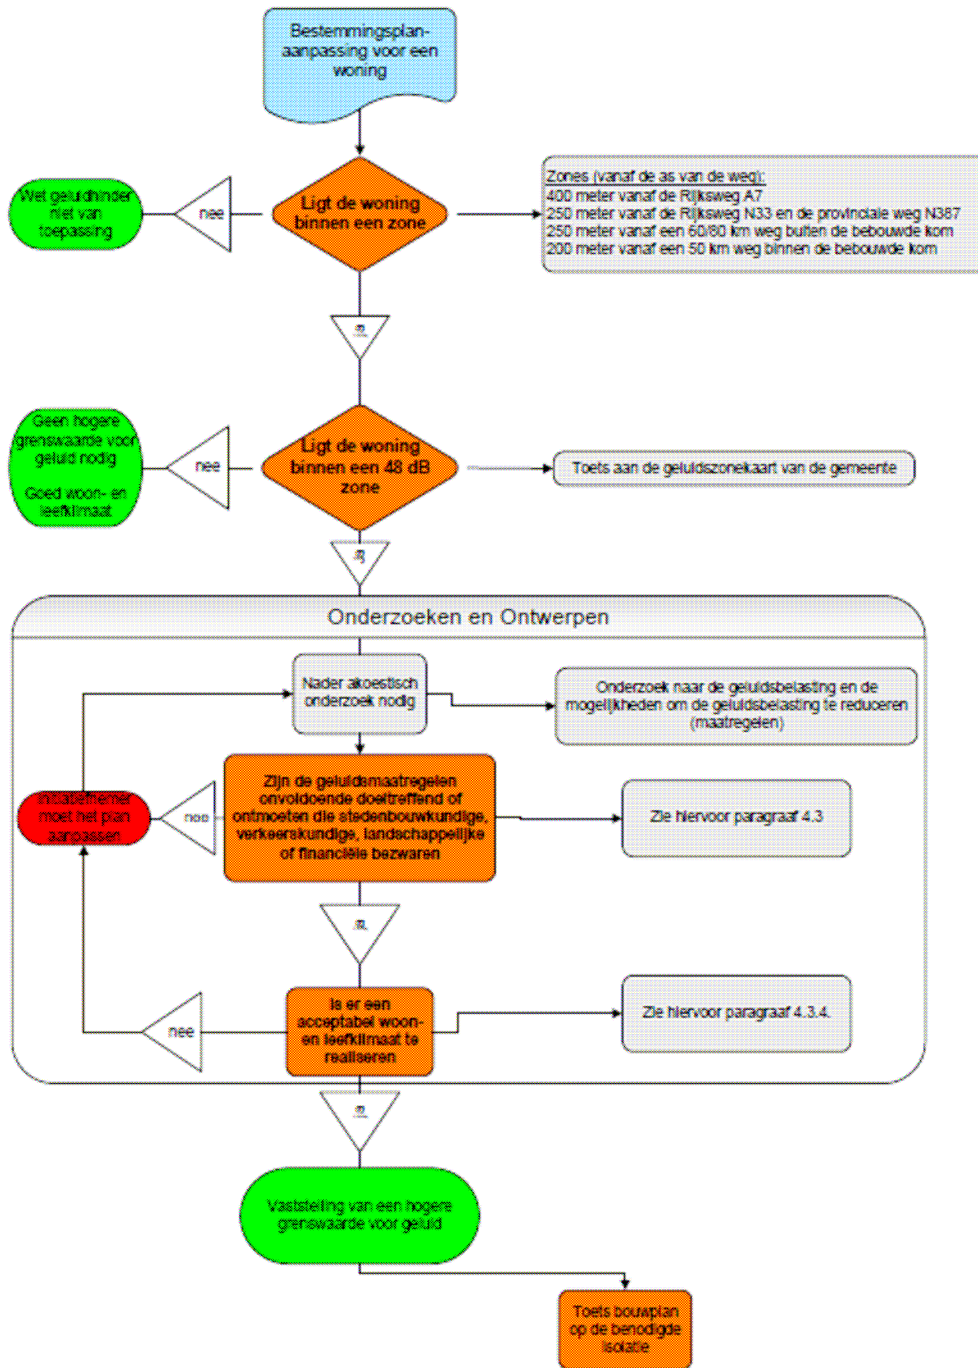 Bestemmingsplan-
aanpassing voor een
woning
Wet geluidhinder
niet van
toepassing
nee
Ligt de woning
binnen een zone
Zones (vanaf de as van de weg):
400 meter vanaf de Rijksweg A7
250 meter vanaf de Rijksweg N33 en de provinciale weg N387
250 meter vanaf een 60/80 km weg buiten de bebouwde kom
200 meter vanaf een 50 km weg binnen de bebouwde kom
Geen hogere
grenswaarde voor
geluid nodig
Goed woon- en
leefklimaat
nee
Ligt de woning
binnen een 48 dB
zone
Toets aan de geluidszonekaart van de gemeente
Onderzoeken en Ontwerpen
Nader akoestisch
onderzoek nodig
Onderzoek naar de geluidsbelasting en de
mogelijkheden om de geluidsbelasting te reduceren
(maatregelen)
Initiatiefnemer
moet het plan
aanpassen
nee
Zijn de geluidsmaatregelen
onvoldoende doeltreffend of
ontmoeten die stedenbouwkundige,
verkeerskundige, landschappelijke
of financiële bezwaren
Zie hiervoor paragraaf 4.3
nee
Is er een
acceptabel woon-
en leefklimaat te
realiseren
Zie hiervoor paragraaf 4.3.4.
Vaststelling van een hogere
grenswaarde voor geluid
Toets bouwplan
op de benodigde
isolatie